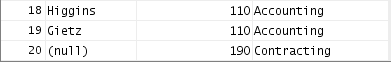 18 Higgins 110 Accounting
19 Gietz 110 Accounting
20 (null) 190 Contracting